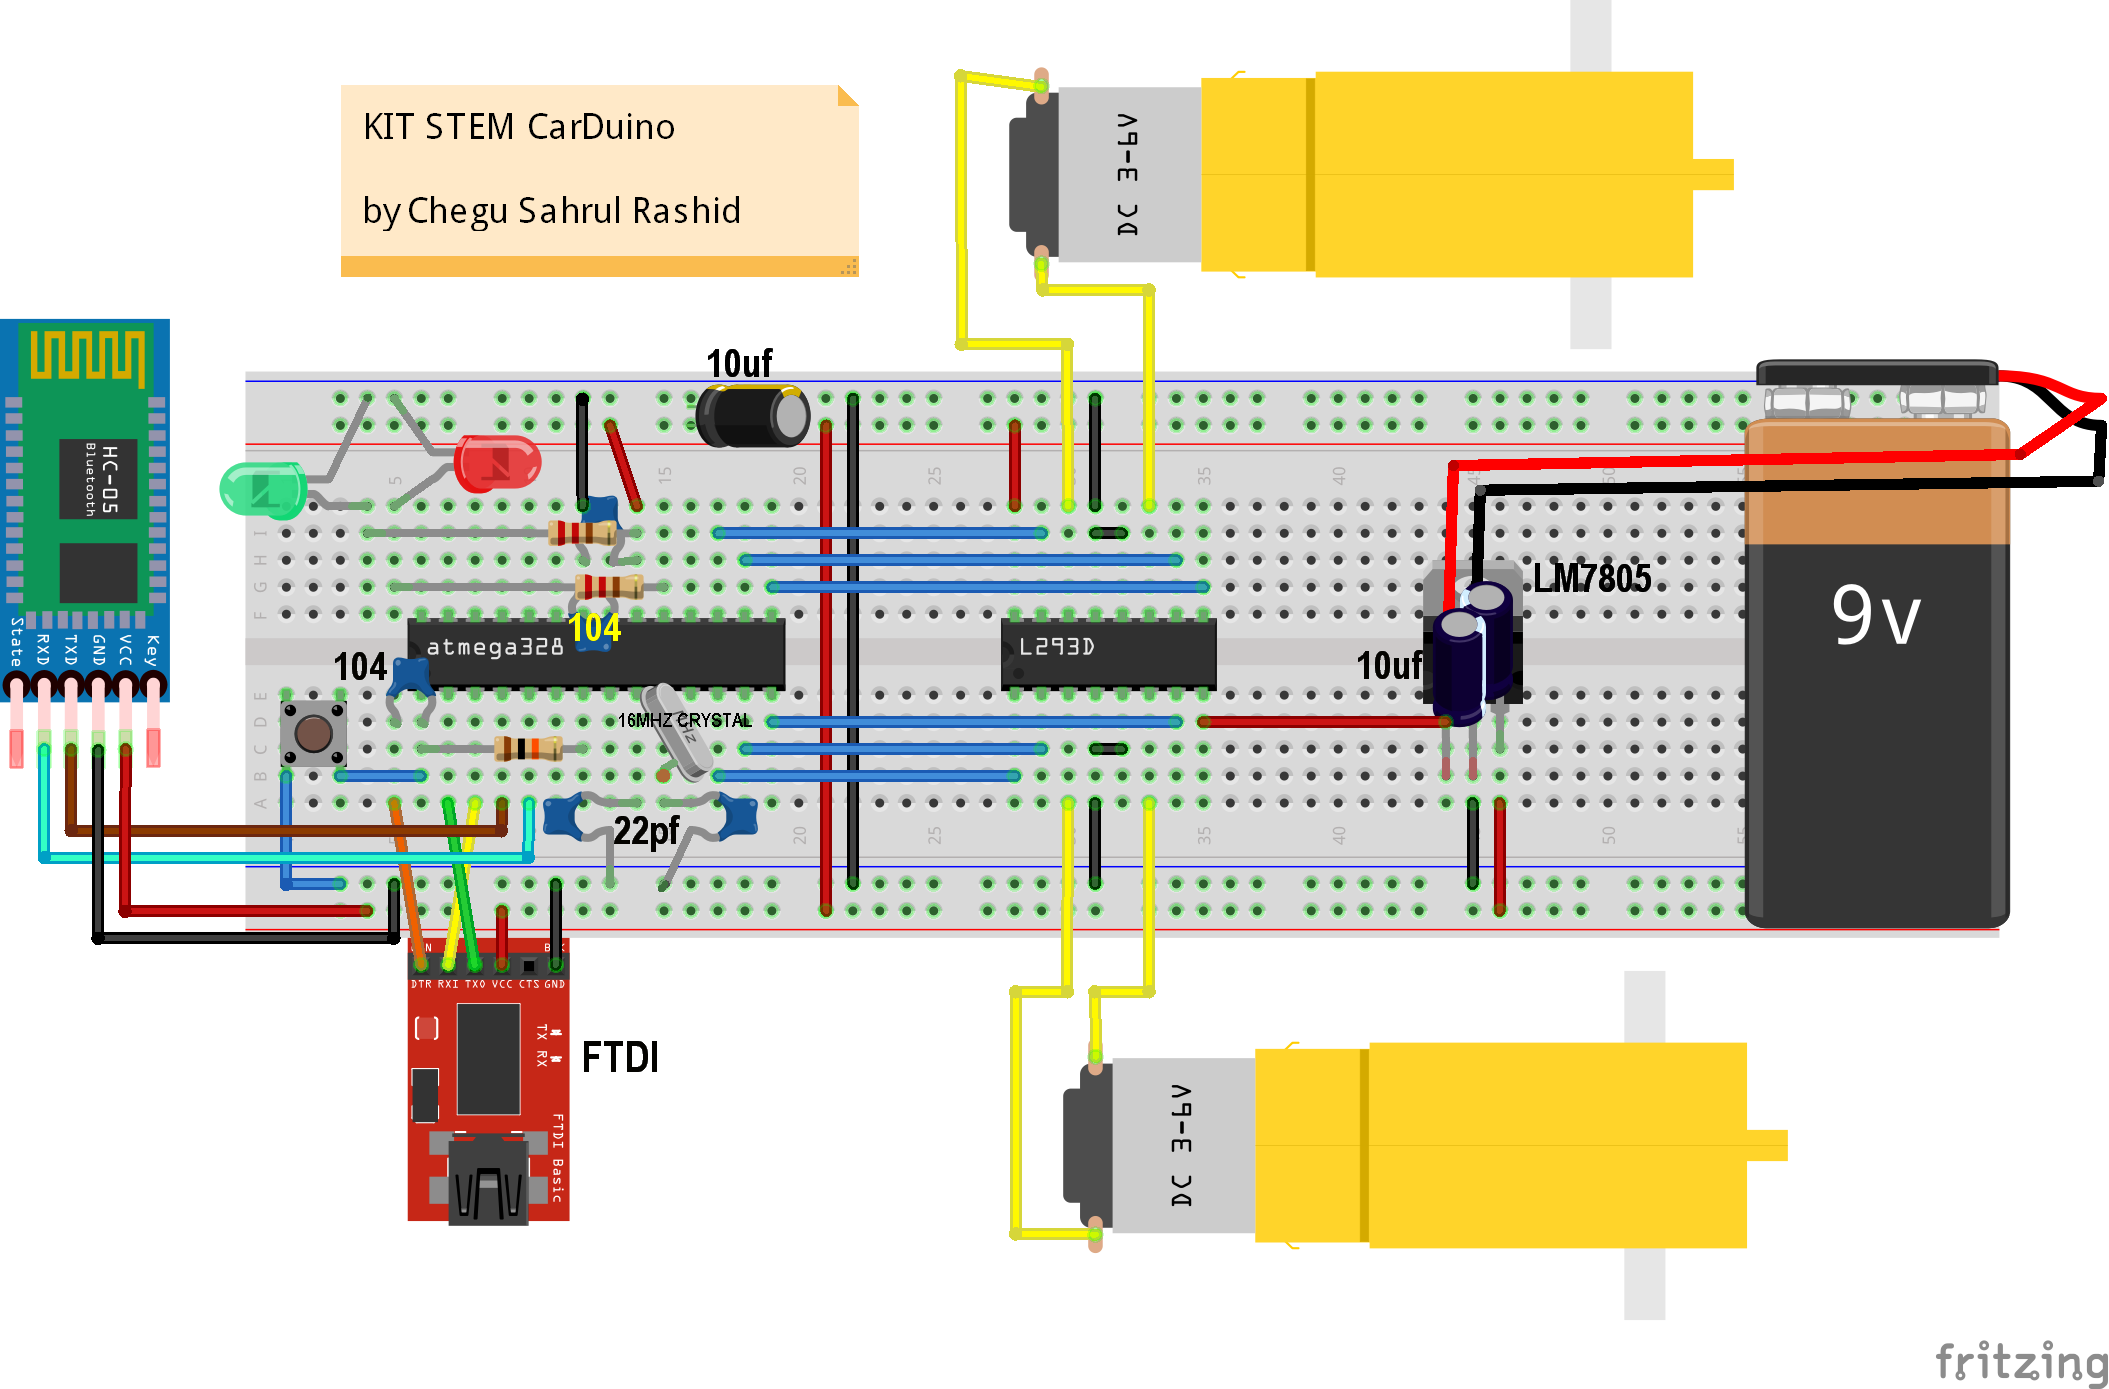 KIT STEM CarDuino
by Chegu Sahrul Rashid
DC 3-6V
10uf
HC-05
Bluetooth
State
RXD
TXD
GND
VCC
Key
5
15
20
25
35
40
50
I
H
G
F
E
D
C
B
A
104
atmega328
104
L293D
LM7805
10uf
9v
16MHZ CRYSTAL
22pf
20
25
35
40
50
55
DTR RXI TXO VCC CTS GND
TX RX
FTDI
FTDI Basic
DC 3-6V
fritzing